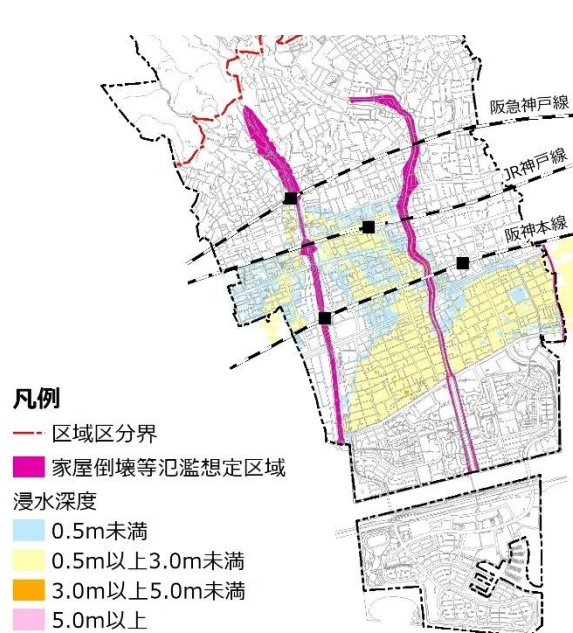 阪急神戸線
JR神戸線
阪神本線
凡例
区域区分界
家屋倒壊等氾濫想定区域
浸水深度
0.5m未満
0.5m以上3.0m未満
3.0m以上5.0m未満
5.0m以上